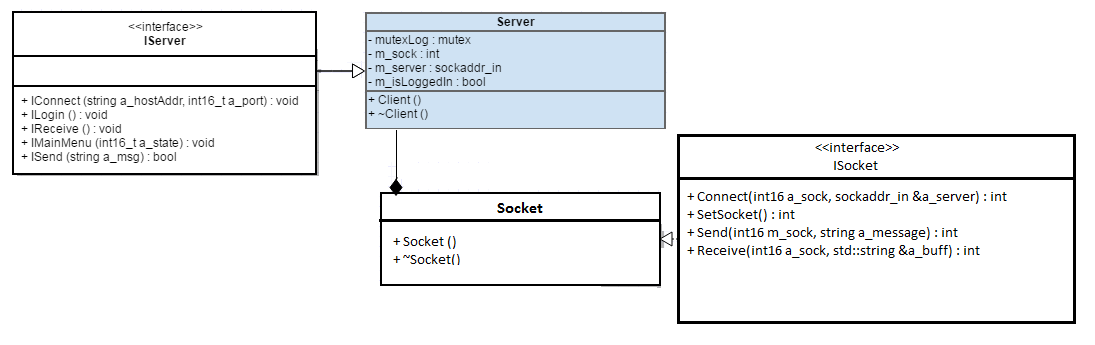 <<interface>>
IServer
+ IConnect (string a_hostAddr, int16_t a_port) : void
+ ILogin () : void
+ IReceive () : void
+ IMainMenu (int16_t a_state) : void
+ ISend (string a_msg) : bool
Server
- mutexLog : mutex
- m_sock : int
- m_server : sockaddr_in
- m_isLoggedIn : bool
+ Client ()
+ ~Client ()
Socket
+ Socket ()
+ ~Socket()
<<interface>>
ISocket
+ Connect(int16 a_sock, sockaddr_in &a_server) : int
+ SetSocket() : int
+ Send(int16 m_sock, string a_message) : int
+ Receive(int16 a_sock, std::string &a_buff) : int